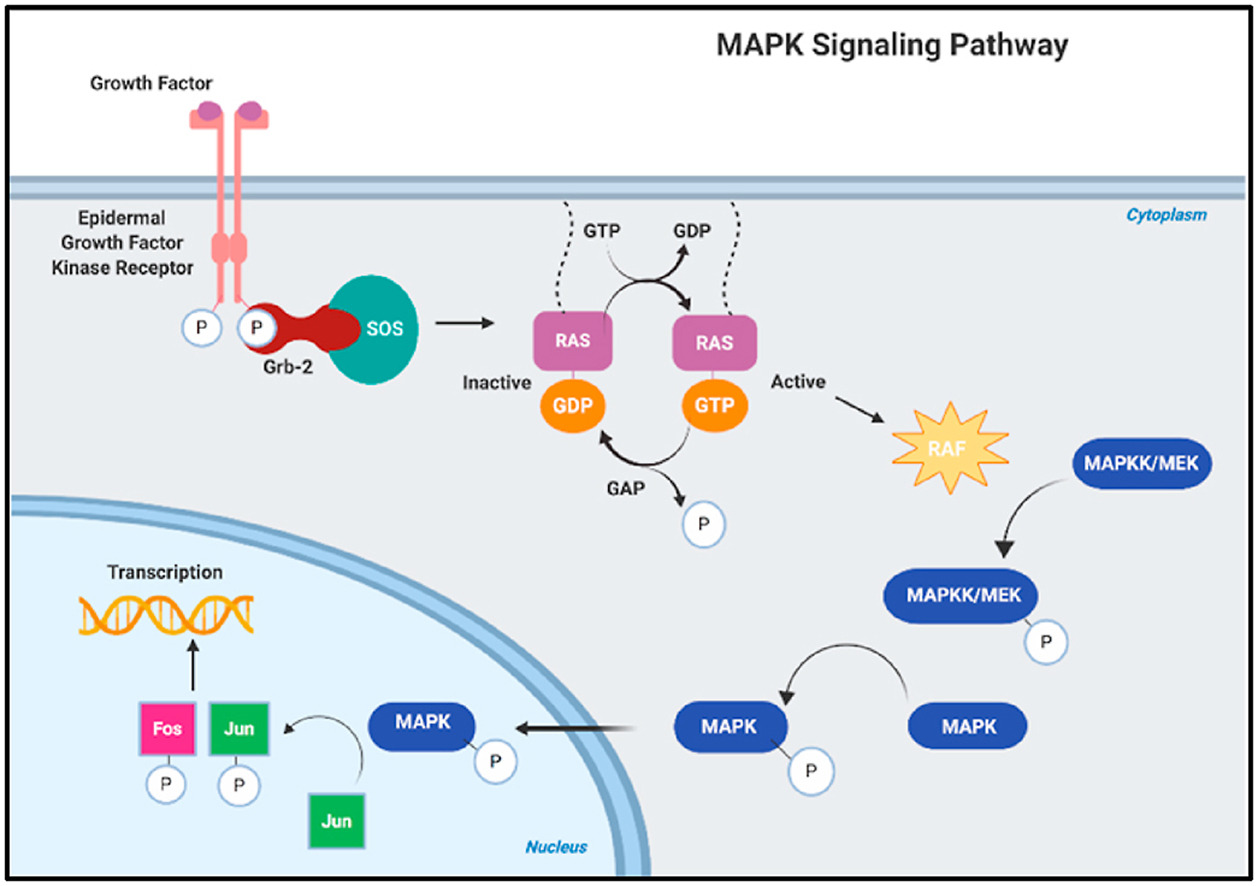 MAPK Signaling Pathway
Growth Factor
Cytoplasm
Epidermal
Growth Factor
Kinase Receptor
GTP
GDP
P
P
SOS
Grb-2
RAS
RAS
Inactive
Active
GDP
GTP
RAF
MAPKK/MEK
GAP
P
MAPKK/MEK
P
Transcription
Fos
Jun
MAPK
MAPK
MAPK
P
P
P
P
Jun
Nucleus